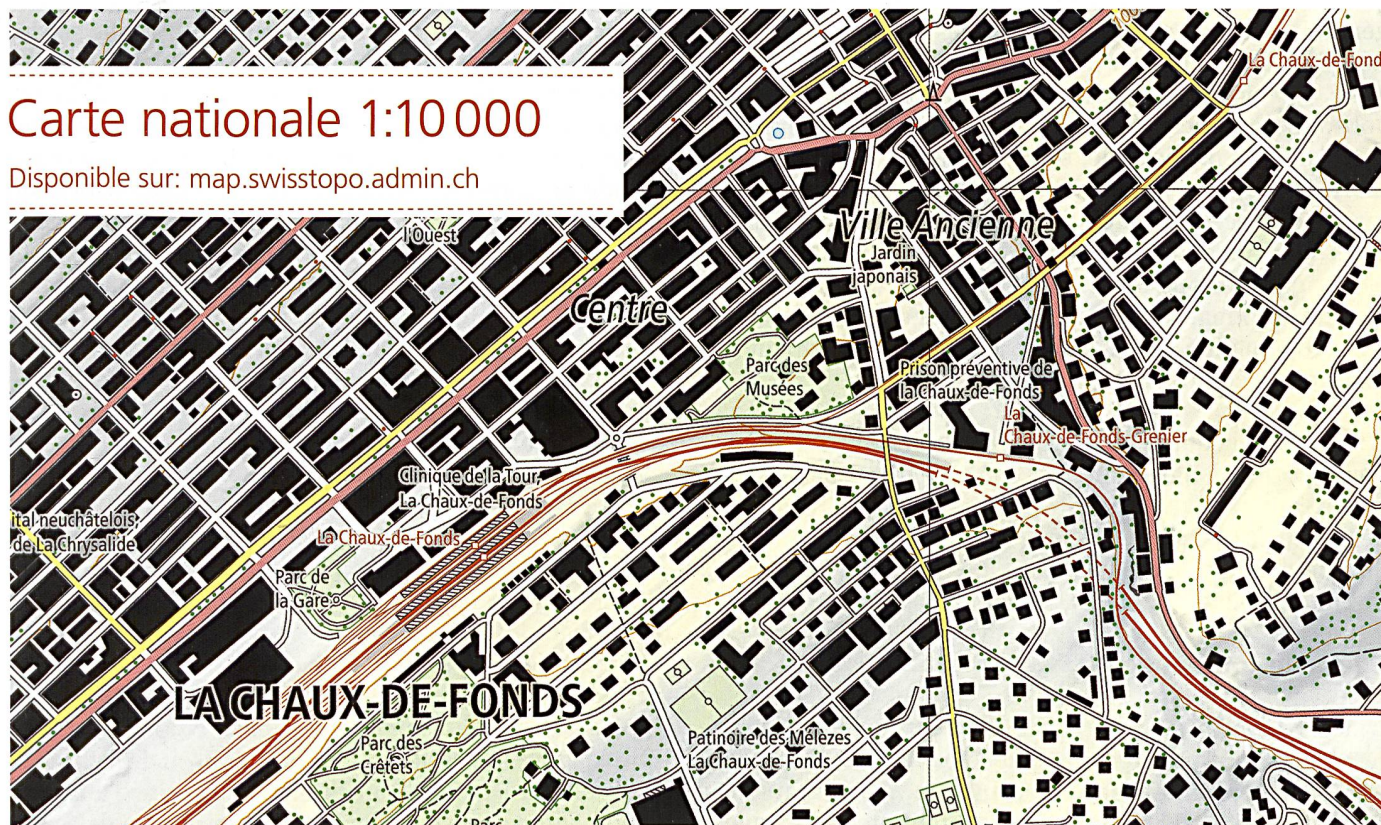 Carte nationale 1:10 000
Disponible sur: map.swisstopo.admin.ch
La Chaux-de-Fond
l'Ouest
Ville Ancienne
Jardin
japonais
Centre
Parc des
Musées
Prison préventive de
la Chaux-de-Fonds
La
Chaux-de-Fonds-Grenier
Clinique de la Tour,
La Chaux-de-Fonds
La Chaux-de-Fonds
ital neuchâtelois,
de La Chrysalide
Parc de
la Gare
LA CHAUX-DE-FONDS
Parc des
Crêtets
Patinoire des Mélèzes
La Chaux-de-Fonds
Parc